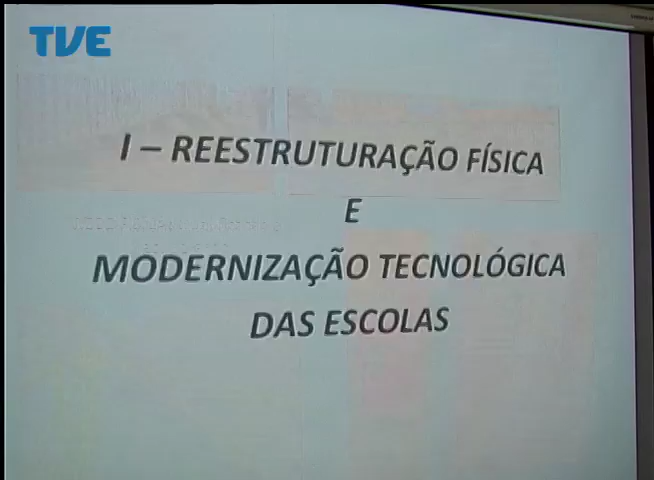 TVE
I – REESTRUTURAÇÃO FÍSICA
E
MODERNIZAÇÃO TECNOLÓGICA
DAS ESCOLAS